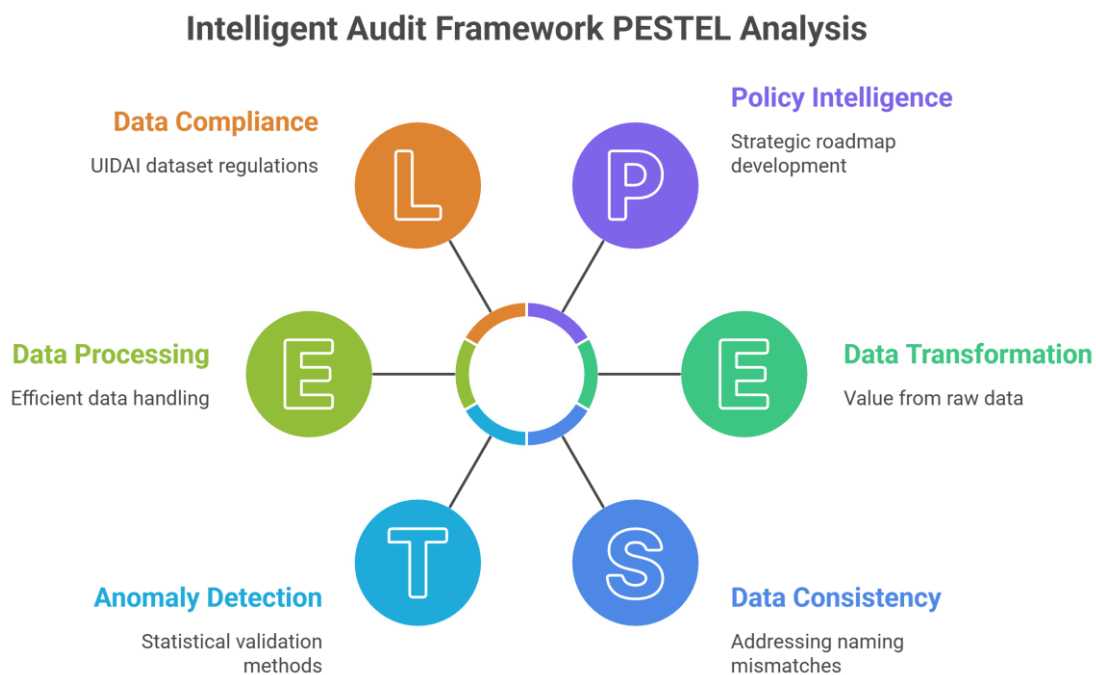 Intelligent Audit Framework PESTEL Analysis
P
Policy Intelligence
Strategic roadmap
development
E
Data Transformation
Value from raw data
S
Data Consistency
Addressing naming
mismatches
T
Anomaly Detection
Statistical validation
methods
E
Data Processing
Efficient data handling
L
Data Compliance
UIDAI dataset regulations